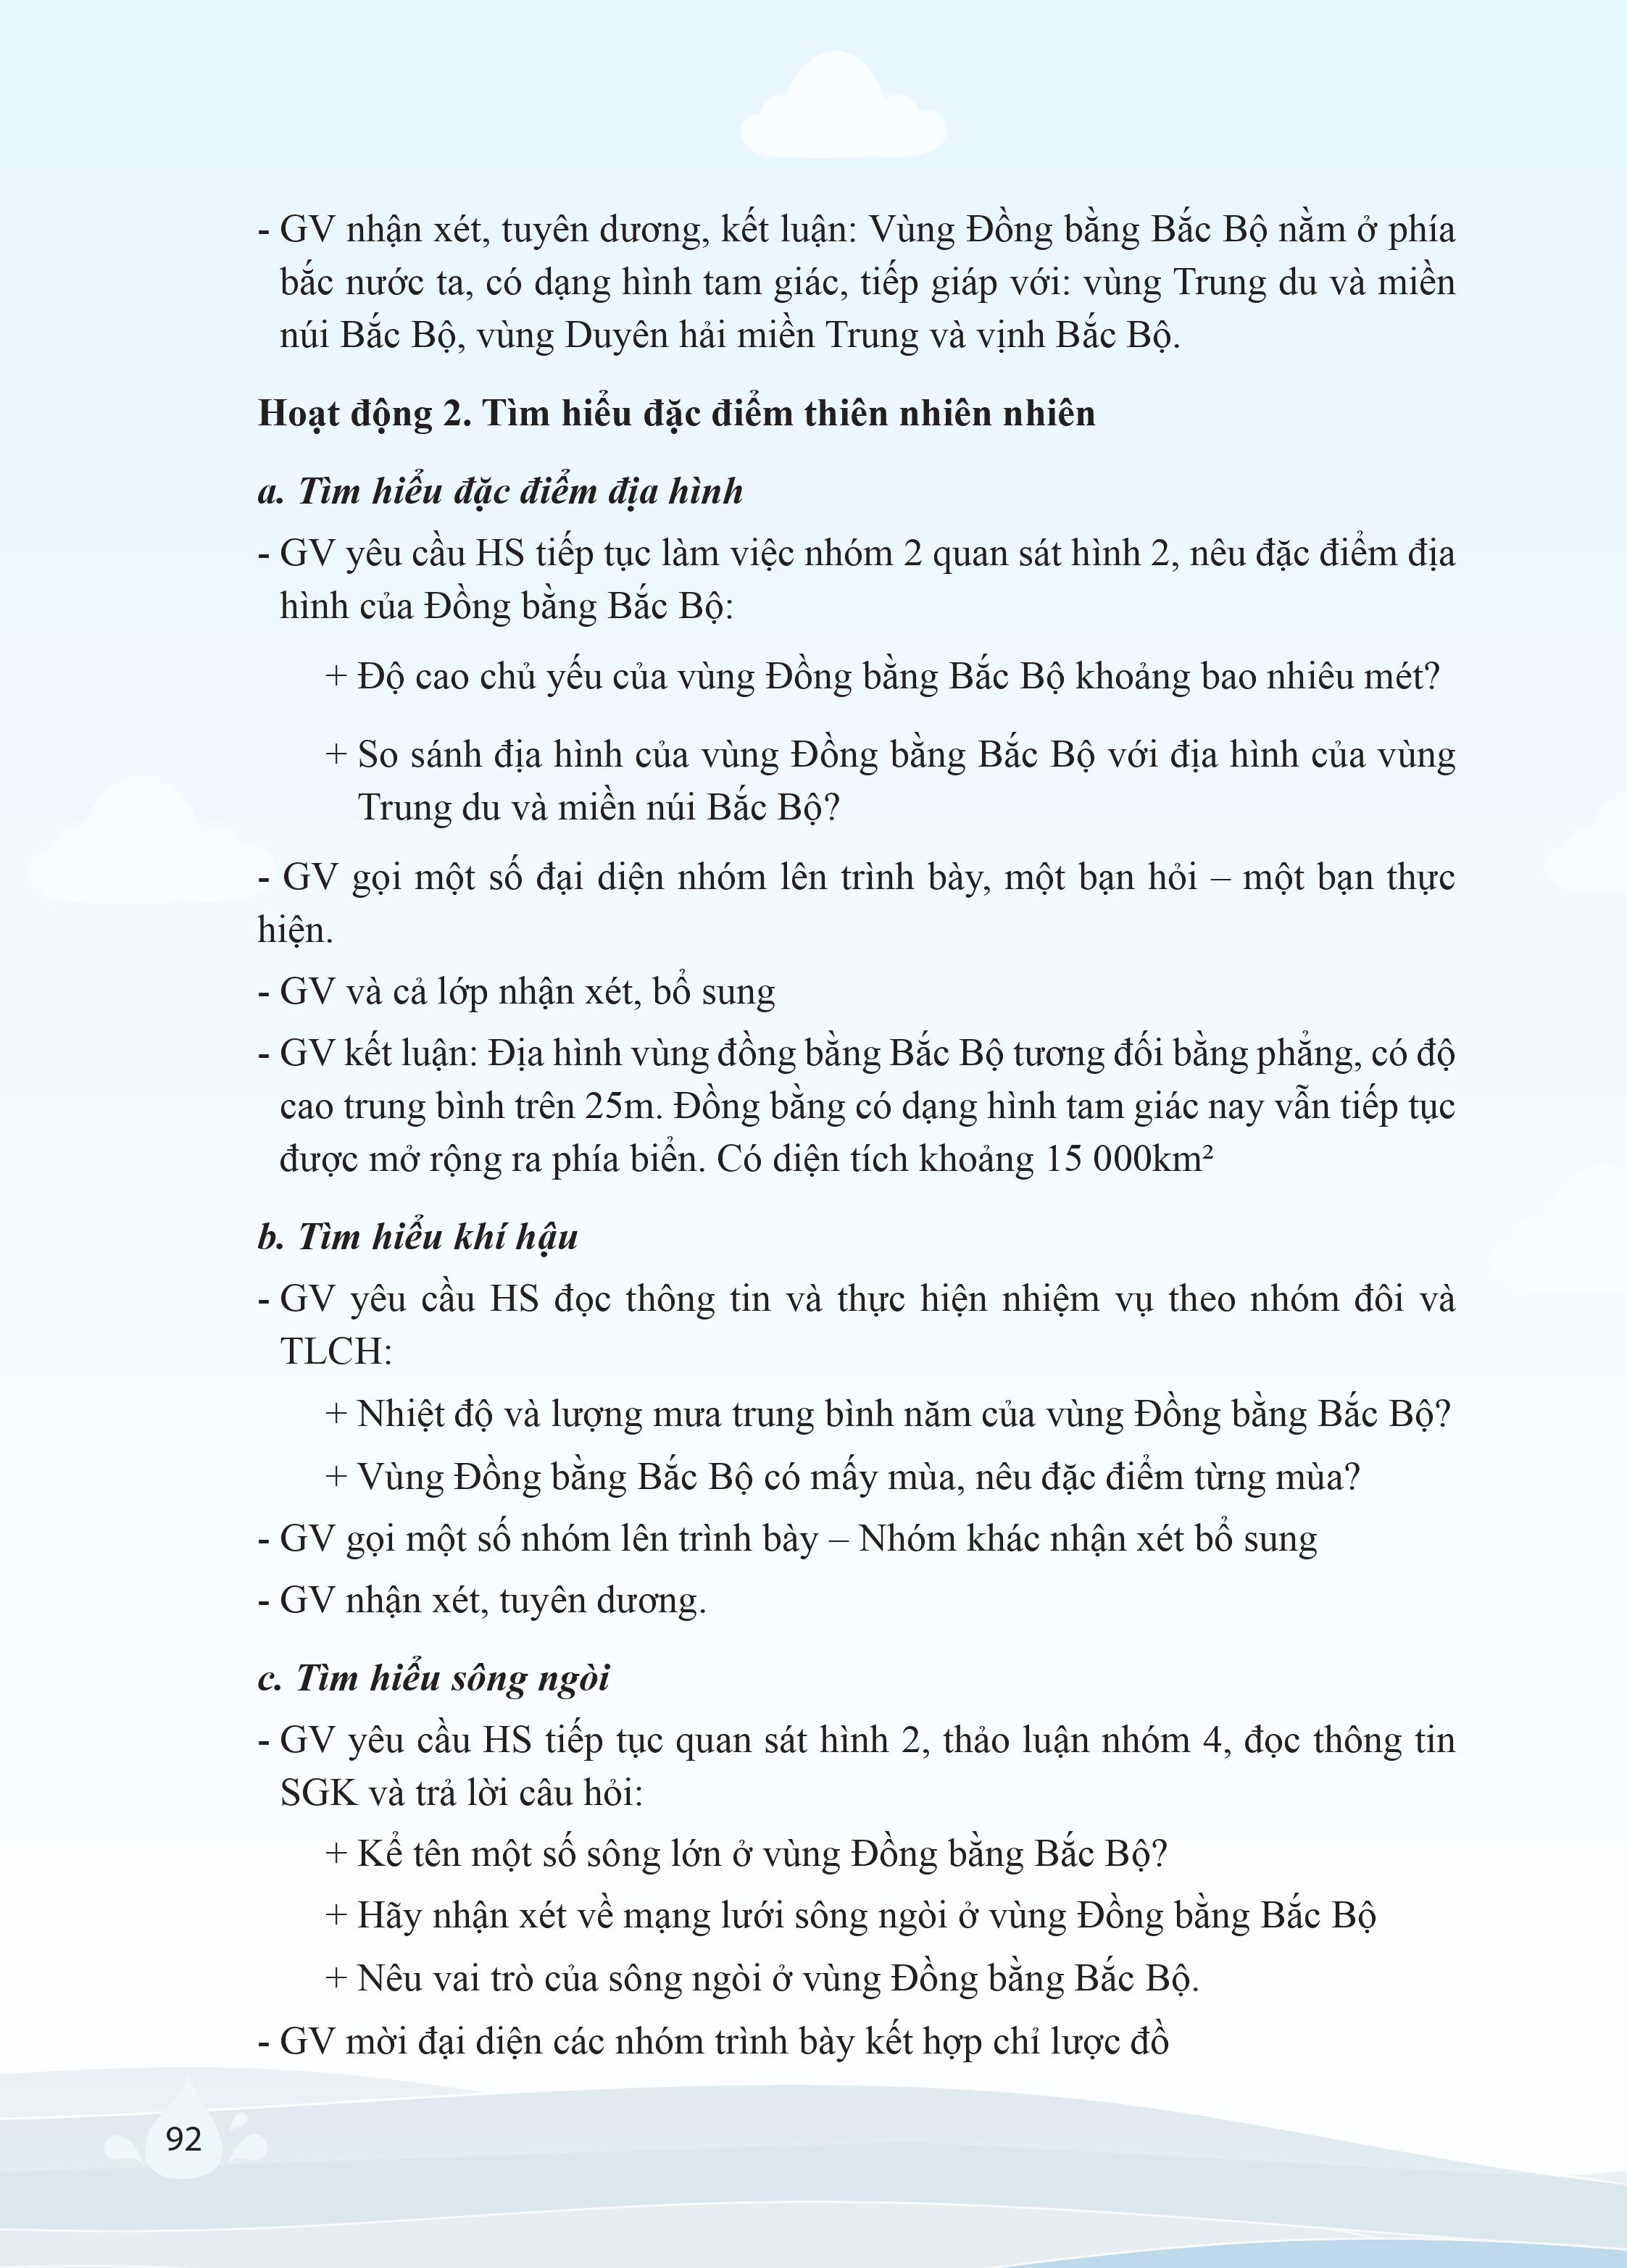 - GV nhận xét, tuyên dương, kết luận: Vùng Đồng bằng Bắc Bộ nằm ở phía
bắc nước ta, có dạng hình tam giác, tiếp giáp với: vùng Trung du và miền
núi Bắc Bộ, vùng Duyên hải miền Trung và vịnh Bắc Bộ.
Hoạt động 2. Tìm hiểu đặc điểm thiên nhiên nhiên
a. Tìm hiểu đặc điểm địa hình
- GV yêu cầu HS tiếp tục làm việc nhóm 2 quan sát hình 2, nêu đặc điểm địa
hình của Đồng bằng Bắc Bộ:
+ Độ cao chủ yếu của vùng Đồng bằng Bắc Bộ khoảng bao nhiêu mét?
+ So sánh địa hình của vùng Đồng bằng Bắc Bộ với địa hình của vùng
Trung du và miền núi Bắc Bộ?
- GV gọi một số đại diện nhóm lên trình bày, một bạn hỏi – một bạn thực
hiện.
- GV và cả lớp nhận xét, bổ sung
- GV kết luận: Địa hình vùng đồng bằng Bắc Bộ tương đối bằng phẳng, có độ
cao trung bình trên 25m. Đồng bằng có dạng hình tam giác nay vẫn tiếp tục
được mở rộng ra phía biển. Có diện tích khoảng 15 000km²
b. Tìm hiểu khí hậu
- GV yêu cầu HS đọc thông tin và thực hiện nhiệm vụ theo nhóm đôi và
TLCH:
+ Nhiệt độ và lượng mưa trung bình năm của vùng Đồng bằng Bắc Bộ?
+ Vùng Đồng bằng Bắc Bộ có mấy mùa, nêu đặc điểm từng mùa?
- GV gọi một số nhóm lên trình bày – Nhóm khác nhận xét bổ sung
- GV nhận xét, tuyên dương.
c. Tìm hiểu sông ngòi
- GV yêu cầu HS tiếp tục quan sát hình 2, thảo luận nhóm 4, đọc thông tin
SGK và trả lời câu hỏi:
+ Kể tên một số sông lớn ở vùng Đồng bằng Bắc Bộ?
+ Hãy nhận xét về mạng lưới sông ngòi ở vùng Đồng bằng Bắc Bộ
+ Nêu vai trò của sông ngòi ở vùng Đồng bằng Bắc Bộ.
- GV mời đại diện các nhóm trình bày kết hợp chỉ lược đồ
92